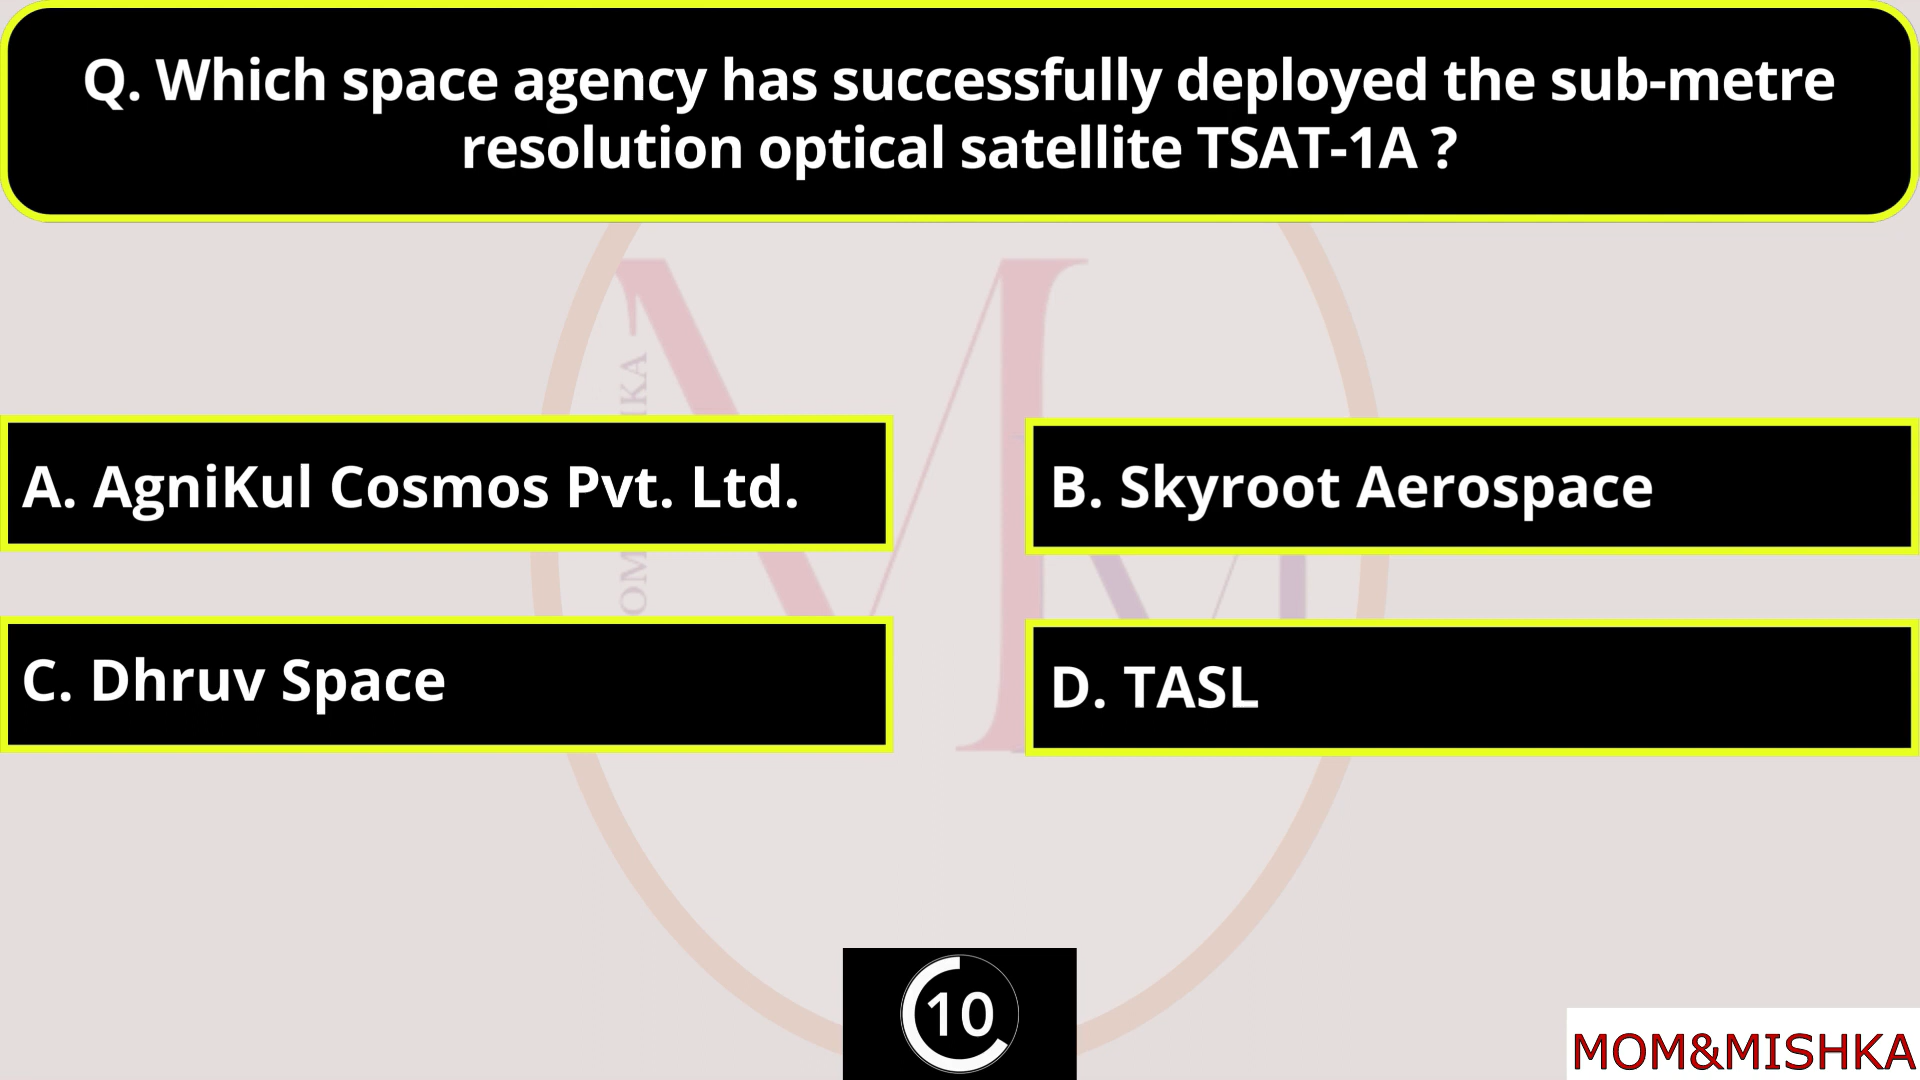 Q. Which space agency has successfully deployed the sub-metre
resolution optical satellite TSAT-1A ?
A. AgniKul Cosmos Pvt. Ltd.
B. Skyroot Aerospace
C. Dhruv Space
D. TASL
10
MOM&MISHKA